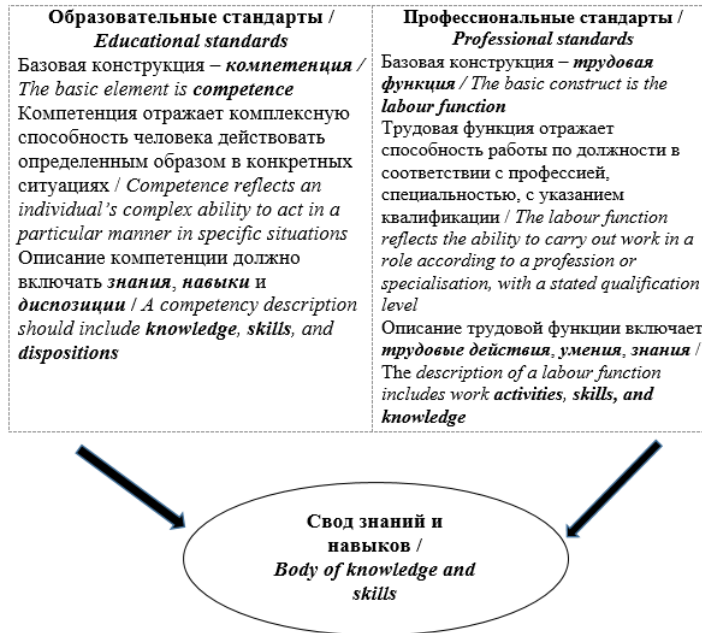 Образовательные стандарты /
Educational standards
Базовая конструкция – компетенция /
The basic element is competence
Компетенция отражает комплексную
способность человека действовать
определенным образом в конкретных
ситуациях / Competence reflects an
individual’s complex ability to act in a
particular manner in specific situations
Описание компетенции должно
включать знания, навыки и
диспозиции / A competency description
should include knowledge, skills, and
dispositions
Профессиональные стандарты /
Professional standards
Базовая конструкция – трудовая
функция / The basic construct is the
labour function
Трудовая функция отражает
способность работы по должности в
соответствии с профессией,
специальностью, с указанием
квалификации / The labour function
reflects the ability to carry out work in a
role according to a profession or
specialisation, with a stated qualification
level
Описание трудовой функции включает
трудовые действия, умения, знания /
The description of a labour function
includes work activities, skills, and
knowledge
Свод знаний и
навыков /
Body of knowledge and
skills